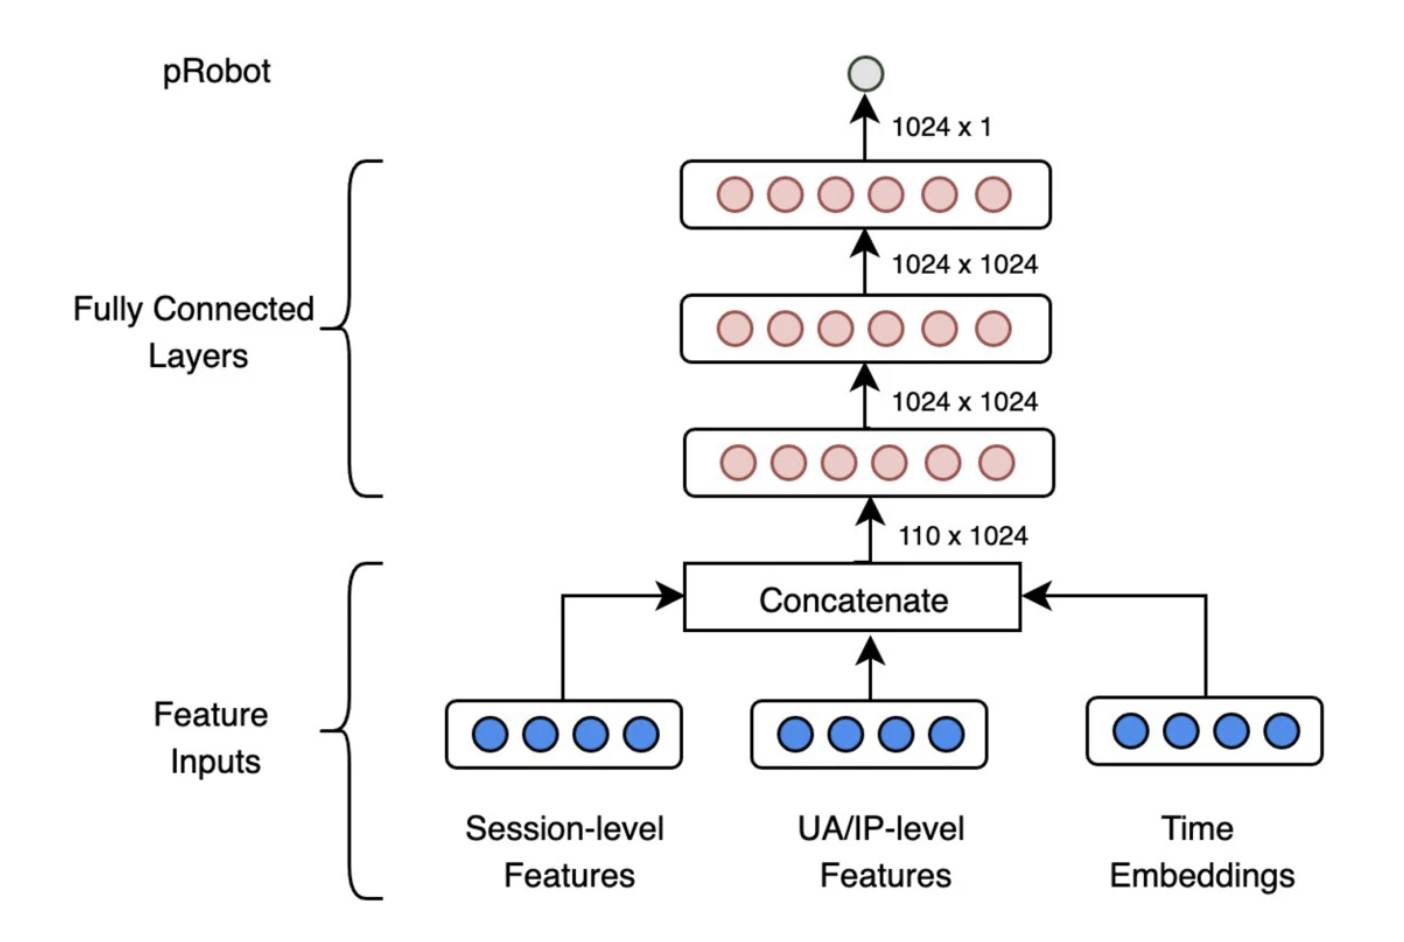 pRobot
1024 x 1
1024 x 1024
Fully Connected
Layers
1024 x 1024
110 x 1024
Concatenate
Feature
Inputs
Session-level
Features
UA/IP-level
Features
Time
Embeddings